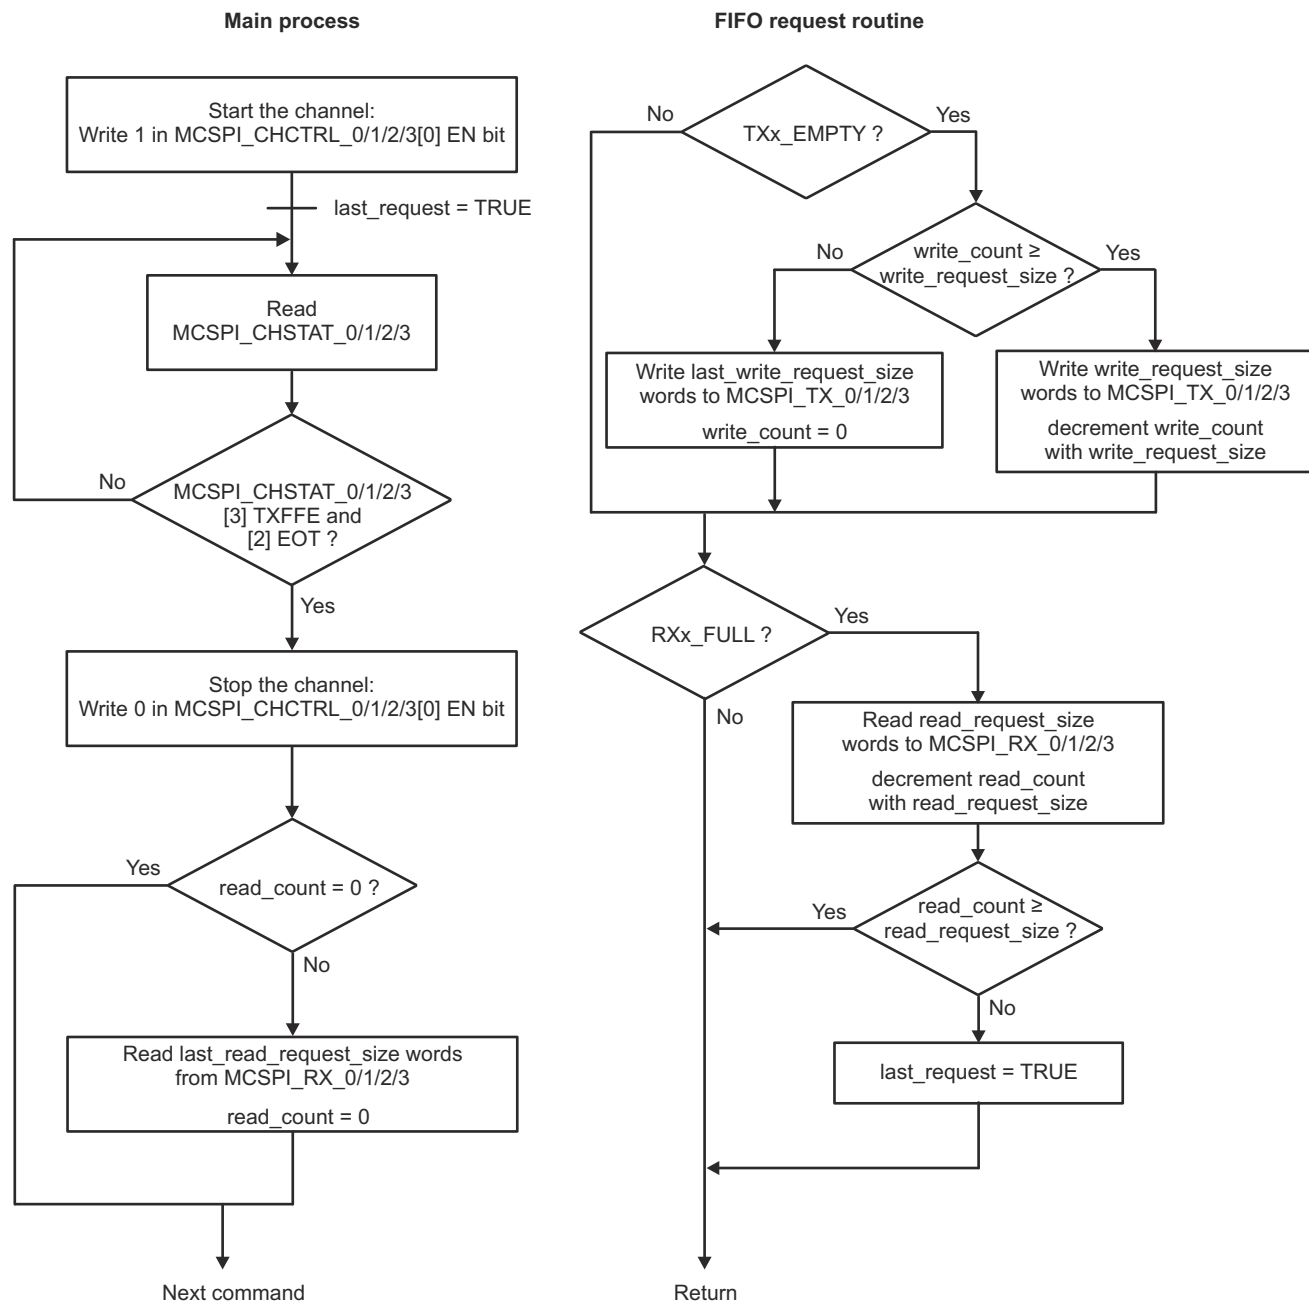 Main process
Start the channel:
Write 1 in MCSPI_CHCTRL_0/1/2/3[0] EN bit
last_request = TRUE
Read
MCSPI_CHSTAT_0/1/2/3
No
MCSPI_CHSTAT_0/1/2/3
[3] TXFFE and
[2] EOT ?
Yes
Stop the channel:
Write 0 in MCSPI_CHCTRL_0/1/2/3[0] EN bit
Yes
read_count = 0 ?
No
Read last_read_request_size words
from MCSPI_RX_0/1/2/3
read_count = 0
Next command
FIFO request routine
No
TXx_EMPTY ?
Yes
No
write_count ≥
write_request_size ?
Yes
Write last_write_request_size
words to MCSPI_TX_0/1/2/3
write_count = 0
Write write_request_size
words to MCSPI_TX_0/1/2/3
decrement write_count
with write_request_size
RXx_FULL ?
Yes
No
Read read_request_size
words to MCSPI_RX_0/1/2/3
decrement read_count
with read_request_size
Yes
read_count ≥
read_request_size ?
No
last_request = TRUE
Return